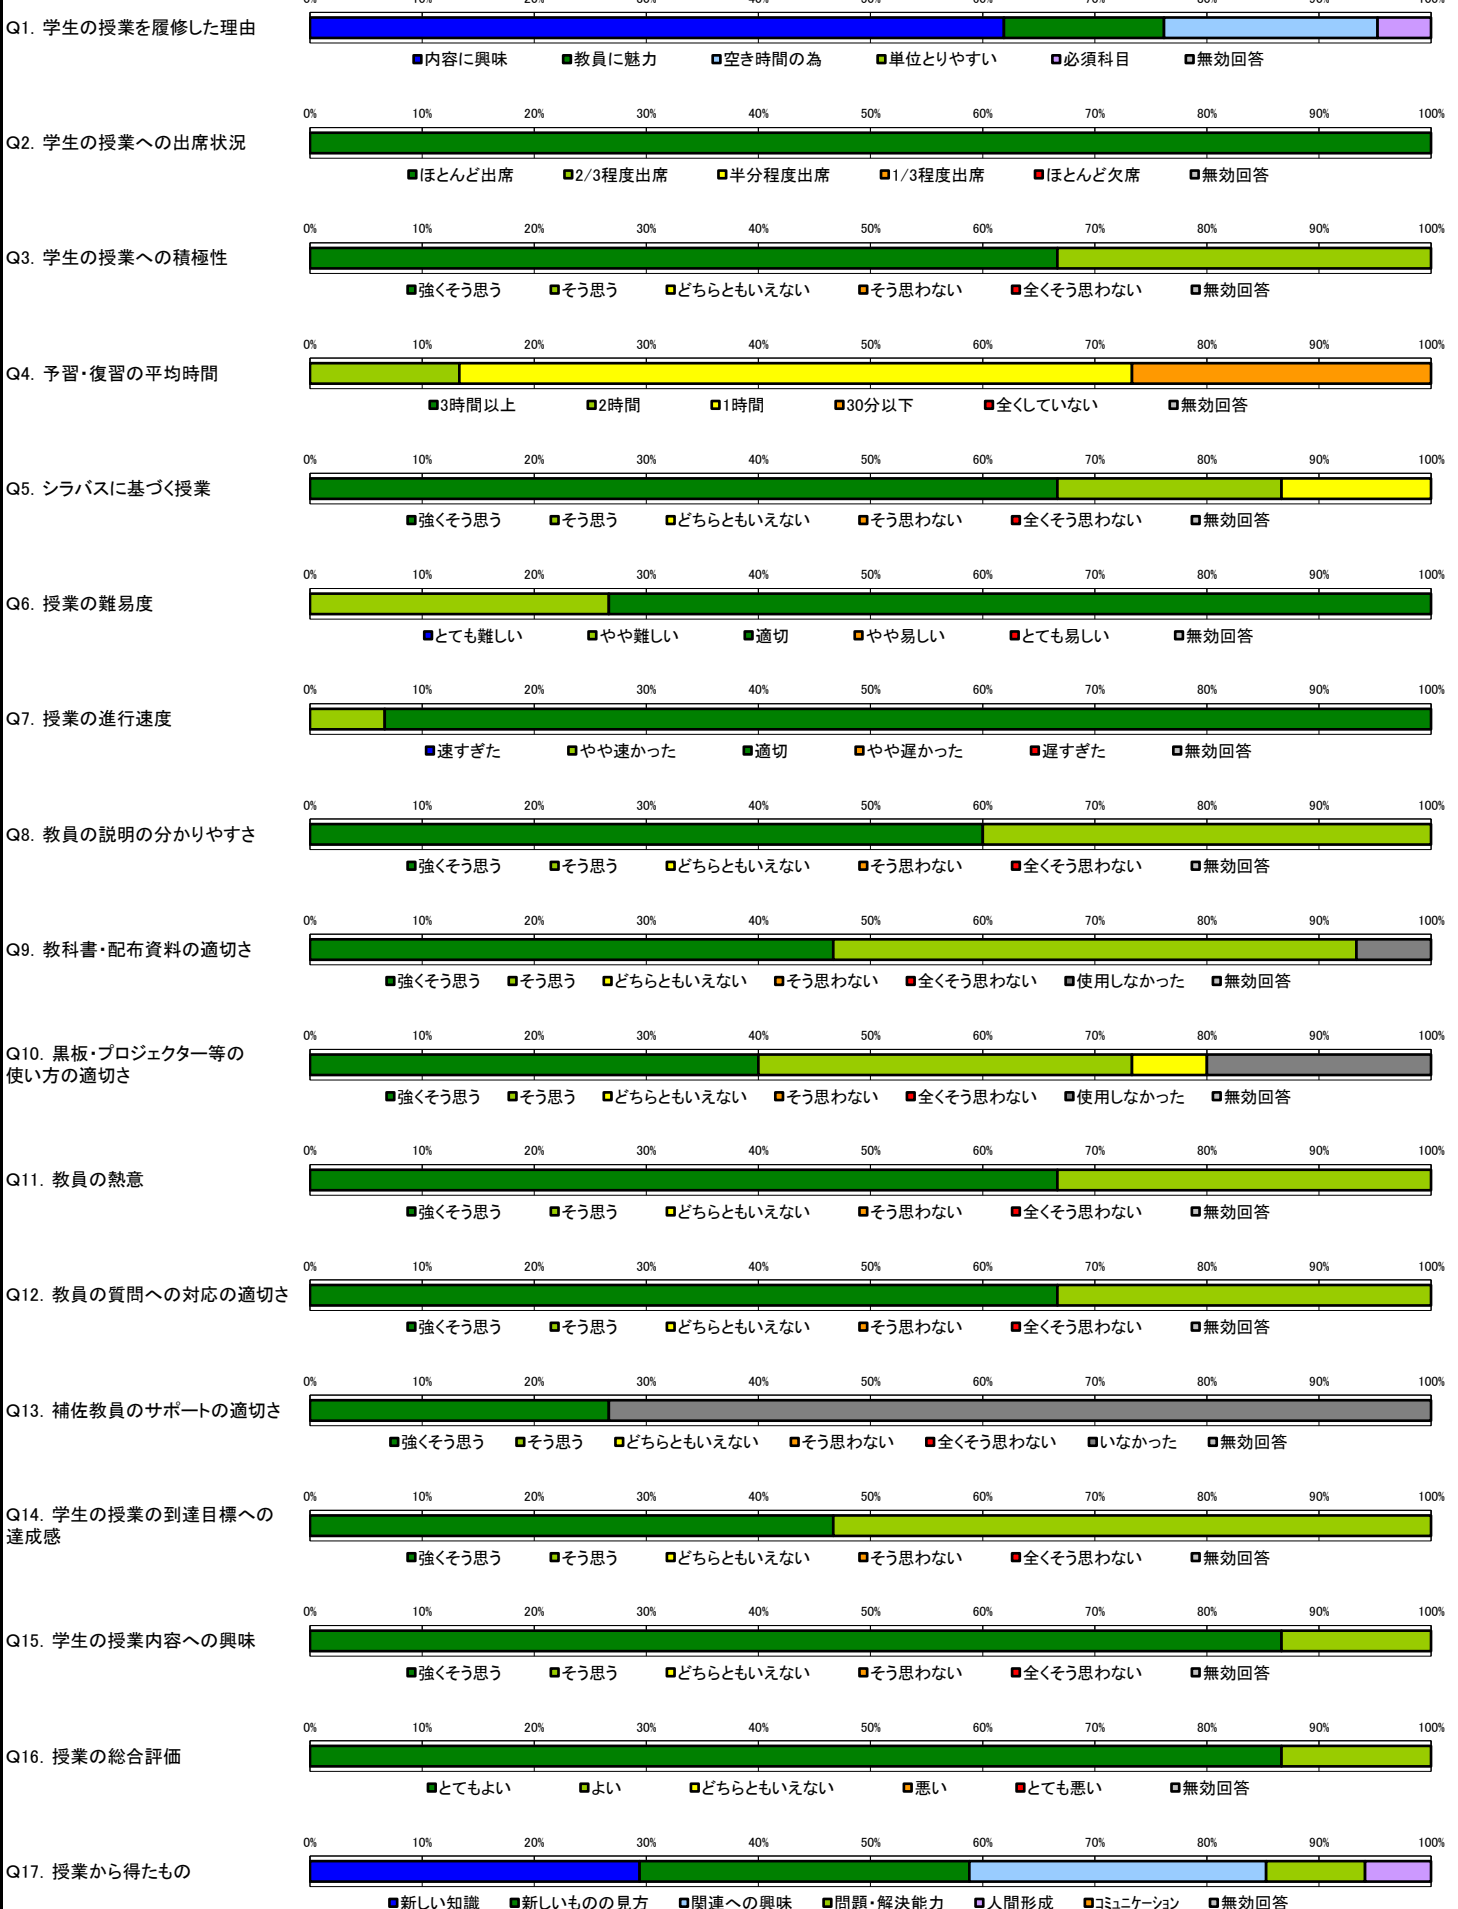 Q1. 学生の授業を履修した理由
■内容に興味 ■教員に魅力 ■空き時間の為 ■単位とりやすい ■必須科目 ■無効回答
0% 10% 20% 30% 40% 50% 60% 70% 80% 90% 100%
Q2. 学生の授業への出席状況
■ほとんど出席 ■2/3程度出席 ■半分程度出席 ■1/3程度出席 ■ほとんど欠席 ■無効回答
0% 10% 20% 30% 40% 50% 60% 70% 80% 90% 100%
Q3. 学生の授業への積極性
■強くそう思う ■そう思う ■どちらともいえない ■そう思わない ■全くそう思わない ■無効回答
0% 10% 20% 30% 40% 50% 60% 70% 80% 90% 100%
Q4. 予習・復習の平均時間
■3時間以上 ■2時間 ■1時間 ■30分以下 ■全くしていない ■無効回答
0% 10% 20% 30% 40% 50% 60% 70% 80% 90% 100%
Q5. シラバスに基づく授業
■強くそう思う ■そう思う ■どちらともいえない ■そう思わない ■全くそう思わない ■無効回答
0% 10% 20% 30% 40% 50% 60% 70% 80% 90% 100%
Q6. 授業の難易度
■とても難しい ■やや難しい ■適切 ■やや易しい ■とても易しい ■無効回答
0% 10% 20% 30% 40% 50% 60% 70% 80% 90% 100%
Q7. 授業の進行速度
■速すぎた ■やや速かった ■適切 ■やや遅かった ■遅すぎた ■無効回答
0% 10% 20% 30% 40% 50% 60% 70% 80% 90% 100%
Q8. 教員の説明の分かりやすさ
■強くそう思う ■そう思う ■どちらともいえない ■そう思わない ■全くそう思わない ■無効回答
0% 10% 20% 30% 40% 50% 60% 70% 80% 90% 100%
Q9. 教科書・配布資料の適切さ
■強くそう思う ■そう思う ■どちらともいえない ■そう思わない ■全くそう思わない ■使用しなかった ■無効回答
0% 10% 20% 30% 40% 50% 60% 70% 80% 90% 100%
Q10. 黒板・プロジェクター等の
使い方の適切さ
■強くそう思う ■そう思う ■どちらともいえない ■そう思わない ■全くそう思わない ■使用しなかった ■無効回答
0% 10% 20% 30% 40% 50% 60% 70% 80% 90% 100%
Q11. 教員の熱意
■強くそう思う ■そう思う ■どちらともいえない ■そう思わない ■全くそう思わない ■無効回答
0% 10% 20% 30% 40% 50% 60% 70% 80% 90% 100%
Q12. 教員の質問への対応の適切さ
■強くそう思う ■そう思う ■どちらともいえない ■そう思わない ■全くそう思わない ■無効回答
0% 10% 20% 30% 40% 50% 60% 70% 80% 90% 100%
Q13. 補佐教員のサポートの適切さ
■強くそう思う ■そう思う ■どちらともいえない ■そう思わない ■全くそう思わない ■いなかった ■無効回答
0% 10% 20% 30% 40% 50% 60% 70% 80% 90% 100%
Q14. 学生の授業の到達目標への
達成感
■強くそう思う ■そう思う ■どちらともいえない ■そう思わない ■全くそう思わない ■無効回答
0% 10% 20% 30% 40% 50% 60% 70% 80% 90% 100%
Q15. 学生の授業内容への興味
■強くそう思う ■そう思う ■どちらともいえない ■そう思わない ■全くそう思わない ■無効回答
0% 10% 20% 30% 40% 50% 60% 70% 80% 90% 100%
Q16. 授業の総合評価
■とてもよい ■よい ■どちらともいえない ■悪い ■とても悪い ■無効回答
0% 10% 20% 30% 40% 50% 60% 70% 80% 90% 100%
Q17. 授業から得たもの
■新しい知識 ■新しいものの見方 ■関連への興味 ■問題・解決能力 ■人間形成 ■コミュニケーション ■無効回答